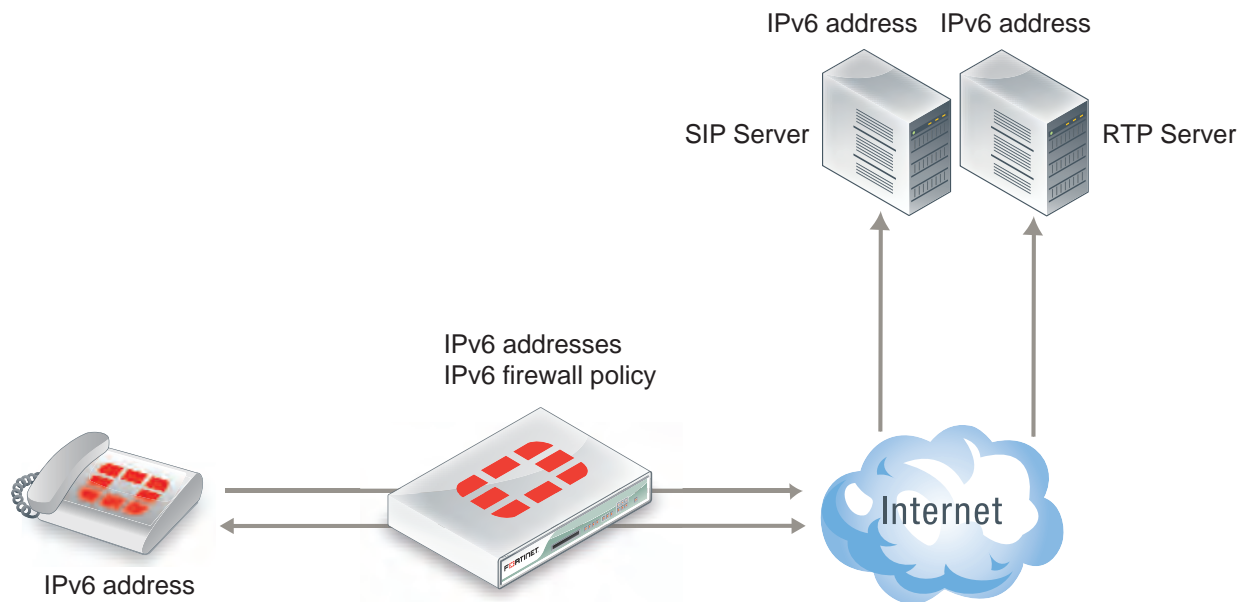 IPv6 address IPv6 address
SIP Server
RTP Server
IPv6 addresses
IPv6 firewall policy
Internet
FORTINET
IPv6 address